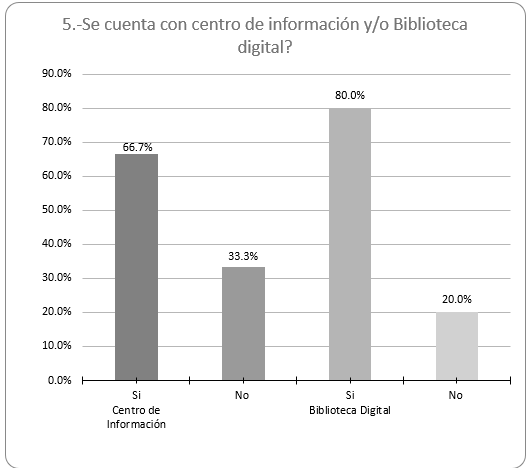 5.-Se cuenta con centro de información y/o Biblioteca
digital?
90.0%
80.0%
70.0%
60.0%
50.0%
40.0%
30.0%
20.0%
10.0%
0.0%
66.7%
33.3%
80.0%
20.0%
Si
Centro de
Información
No
Si
Biblioteca Digital
No